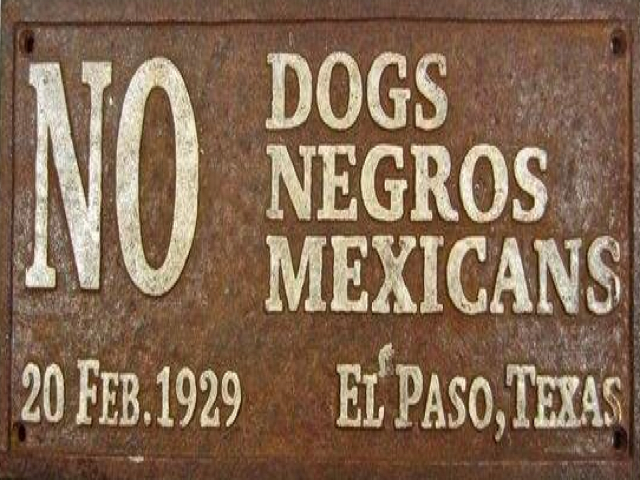 NO DOGS
NEGROS
MEXICANS
20 FEB. 1929 EL PASO, TEXAS